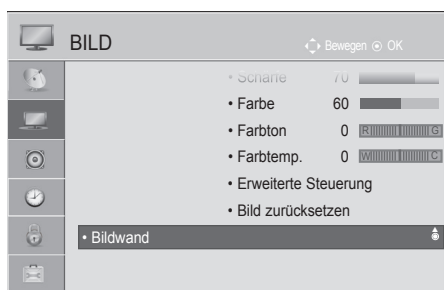 BILD
Bewegen OK
• Schärfe 70
• Farbe 60
• Farbton 0 R G
• Farbtemp. 0 W C
• Erweiterte Steuerung
• Bild zurücksetzen
• Bildwand